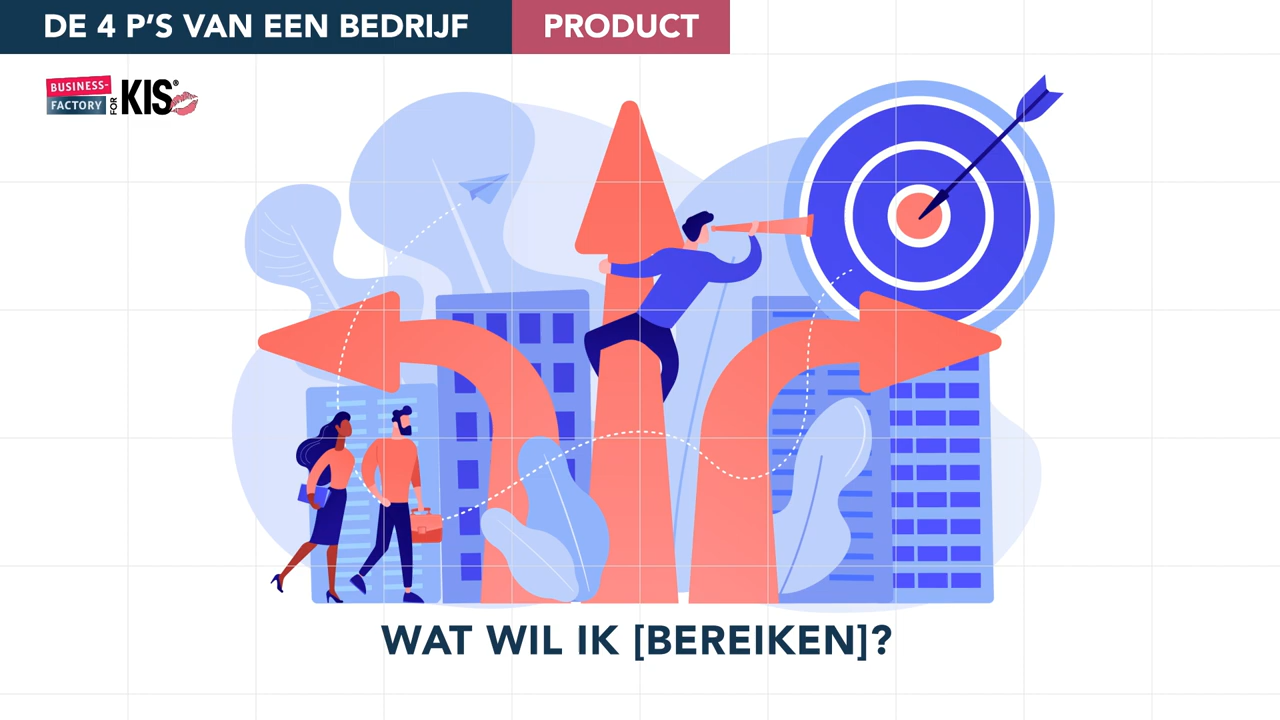 DE 4 P'S VAN EEN BEDRIJF
PRODUCT
BUSINESS-
FACTORY
FOR
KIS®
WAT WIL IK [BEREIKEN]?